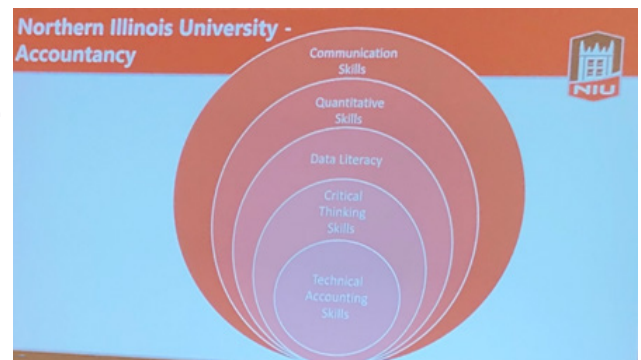 Northern Illinois University -
Accountancy
NIU
Communication
Skills
Quantitative
Skills
Data Literacy
Critical
Thinking
Skills
Technical
Accounting
Skills